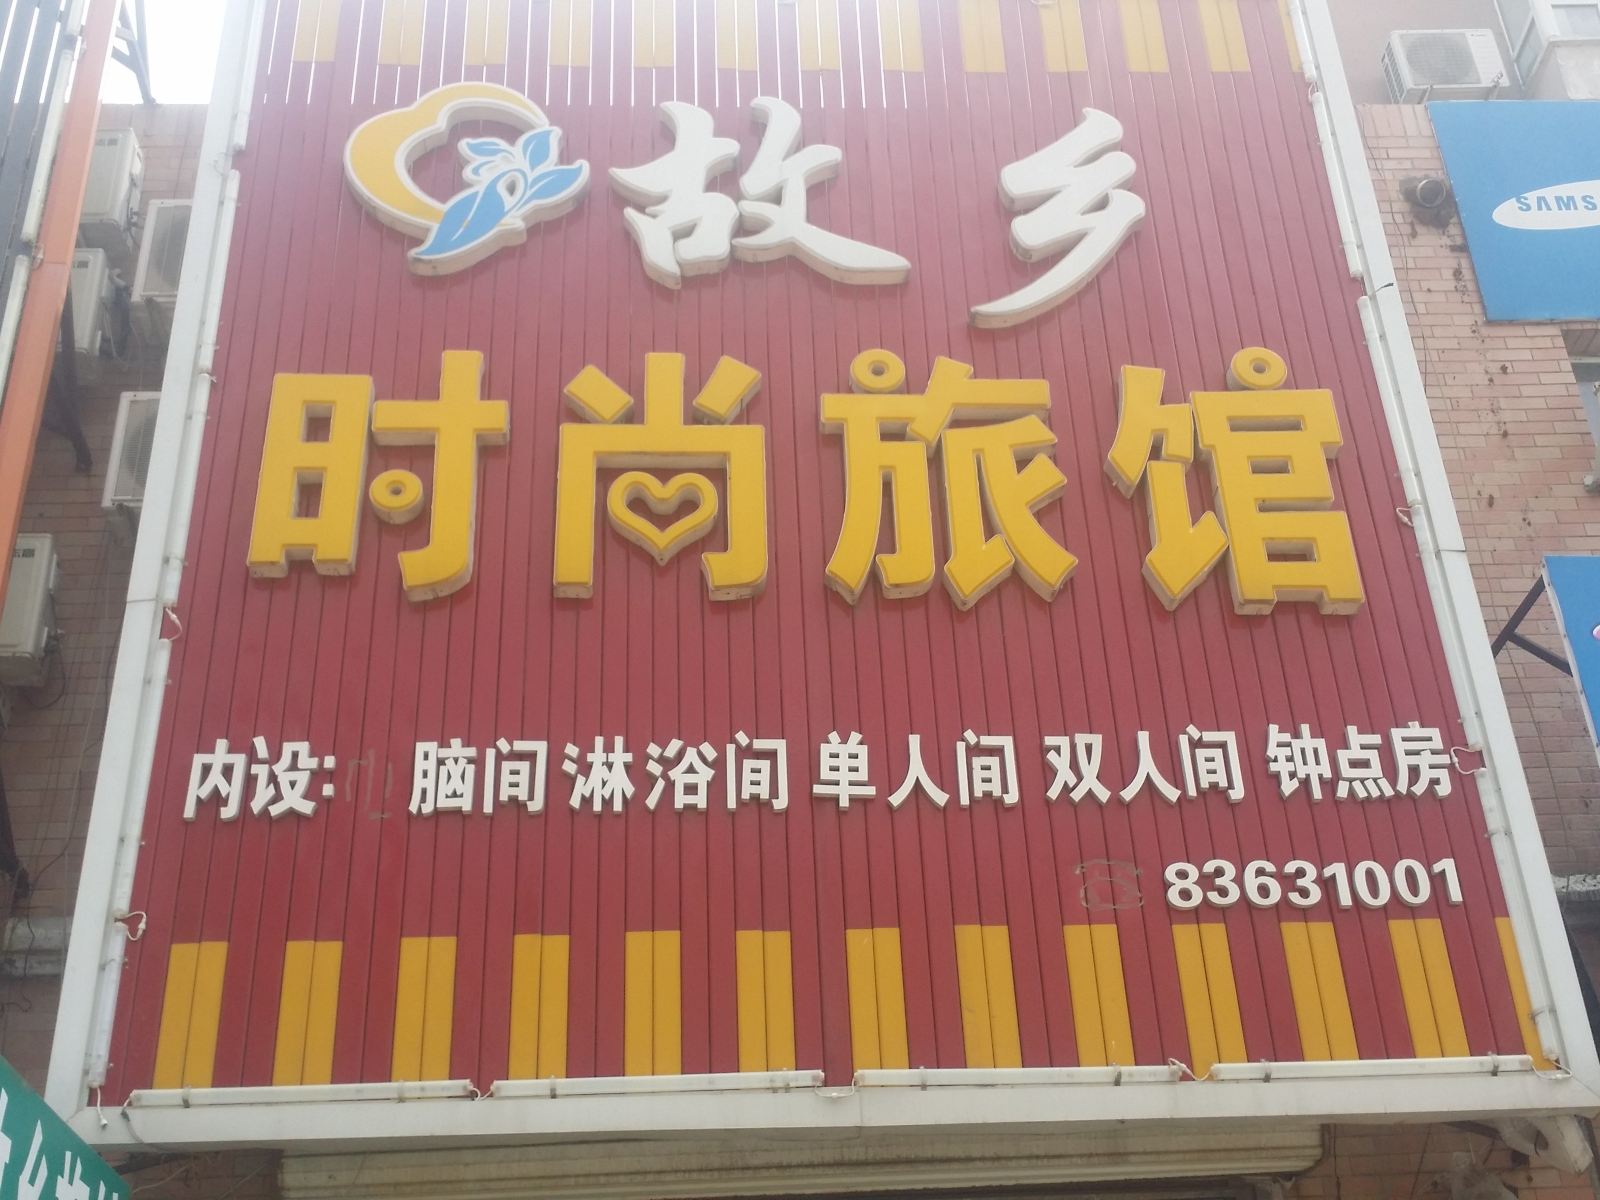 故乡
时尚旅馆
内设: 脑间 淋浴间 单人间 双人间 钟点房
83631001
SAMS